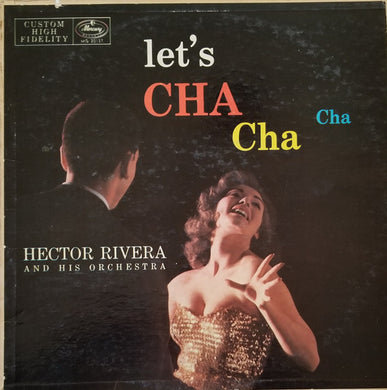 CUSTOM
HIGH
FIDELITY
Mercury
let's
CHA
Cha
Cha
HECTOR RIVERA
AND HIS ORCHESTRA